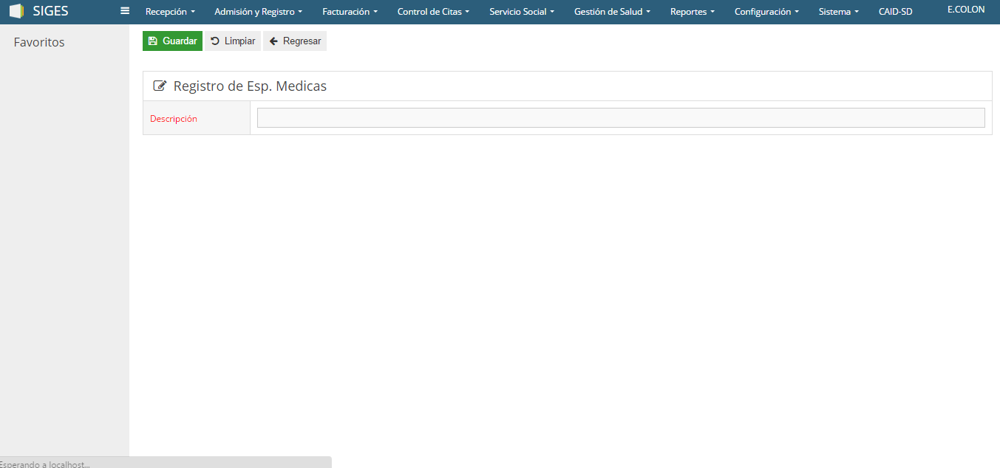 SIGES Recepción Admisión y Registro Facturación Control de Citas Servicio Social Gestión de Salud Reportes Configuración Sistema CAID-SD E.COLON
Favoritos
Guardar Limpiar Regresar
Registro de Esp. Medicas
Descripción
Esperando a localhost...